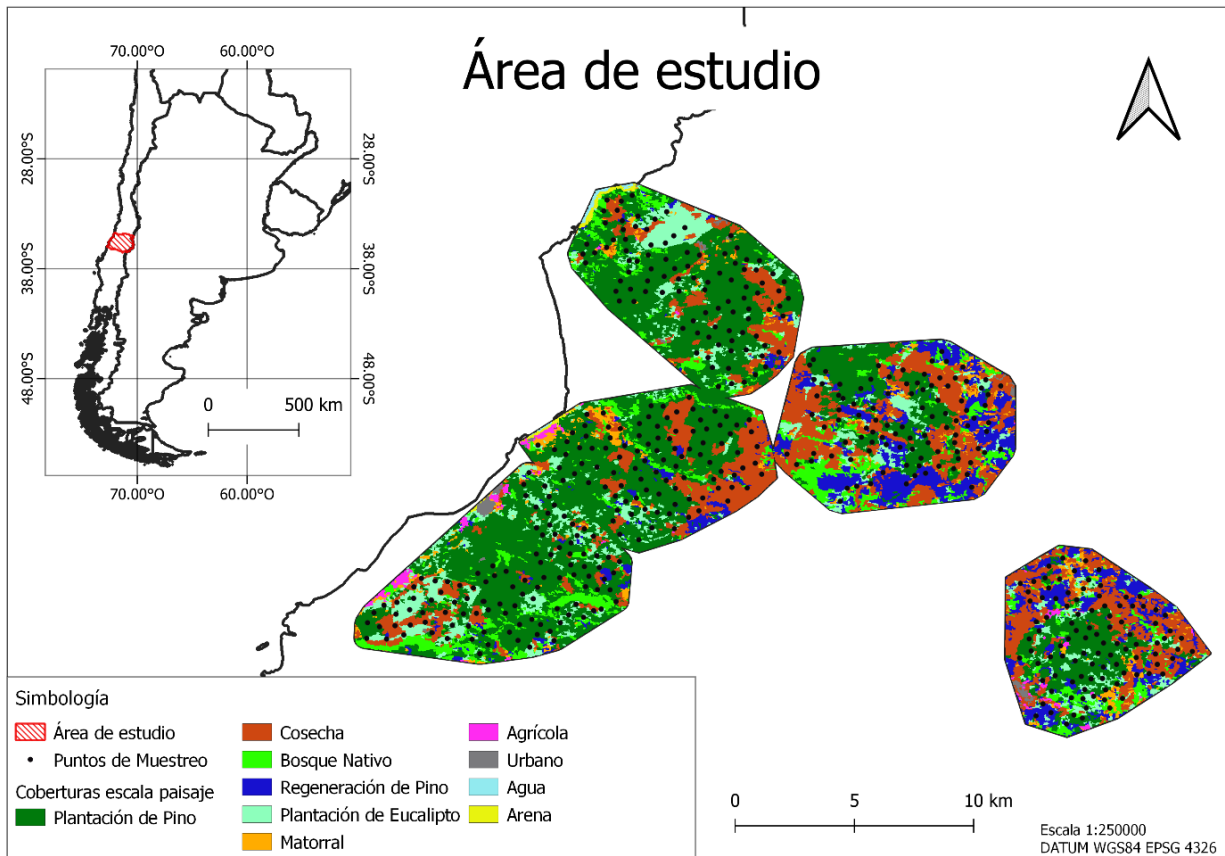 Área de estudio
70.00°O 60.00°O
28.00°S 28.00°S
38.00°S 38.00°S
48.00°S 48.00°S
0 500 km
70.00°O 60.00°O
Simbología
Área de estudio
Puntos de Muestreo
Coberturas escala paisaje
Plantación de Pino
Cosecha
Bosque Nativo
Regeneración de Pino
Plantación de Eucalipto
Matorral
Agrícola
Urbano
Agua
Arena
0 5 10 km
Escala 1:250000
DATUM WGS84 EPSG 4326